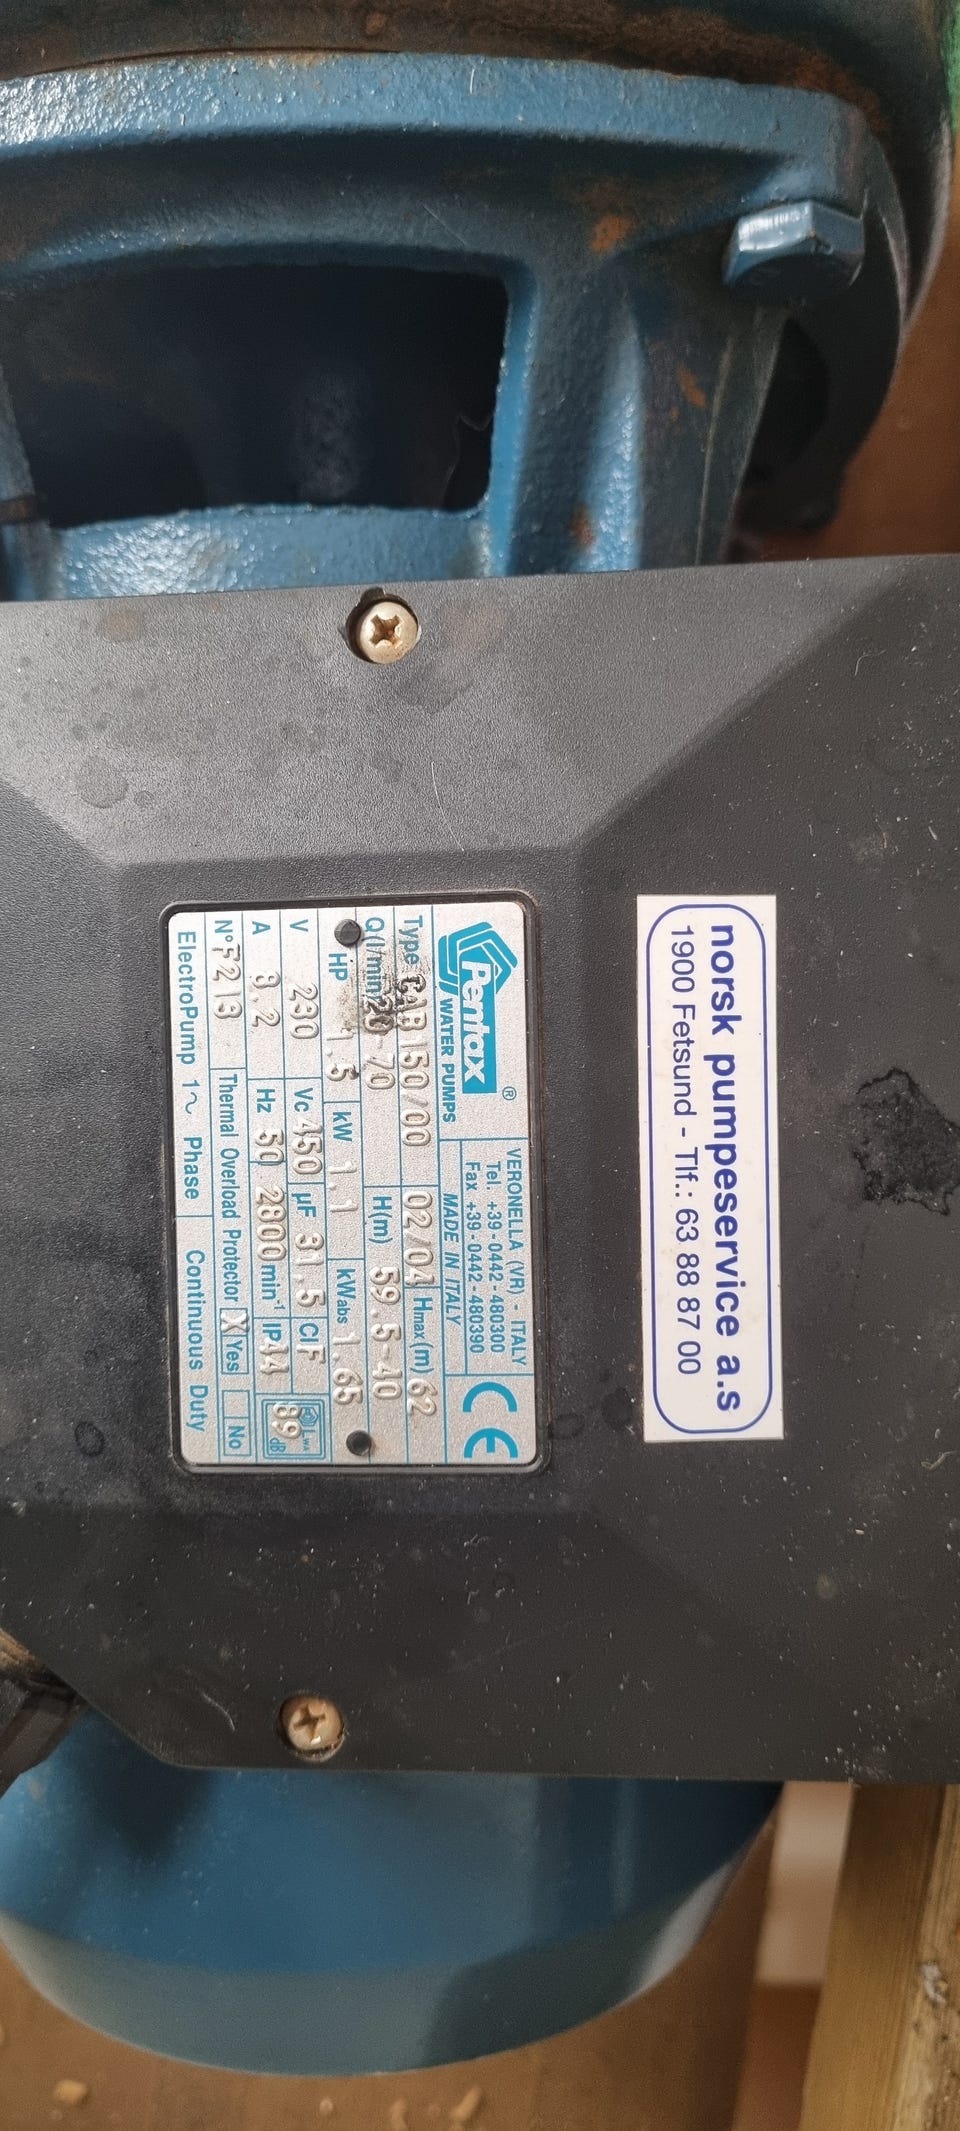 norsk pumpeservice a.s
1900 Fetsund - Tlf.: 63 88 87 00
Pentax ®
WATER PUMPS
VERONELLA (VR) - ITALY
Tel. +39-0442-480300
Fax +39-0442-480390
MADE IN ITALY
CE
Type CAB150/00 02/04 Hmax (m) 62
Q(l/min) 20-70 H(m) 59.5-40
HP 1.5 kW 1,1 kWabs 1.65
V 230 Vc 450 µF 31,5 Cl F
A 8.2 Hz 50 2800 min-1 IP44 LWA 89 dB
N° F213 Thermal Overload Protector X Yes No
ElectroPump 1~ Phase Continuous Duty